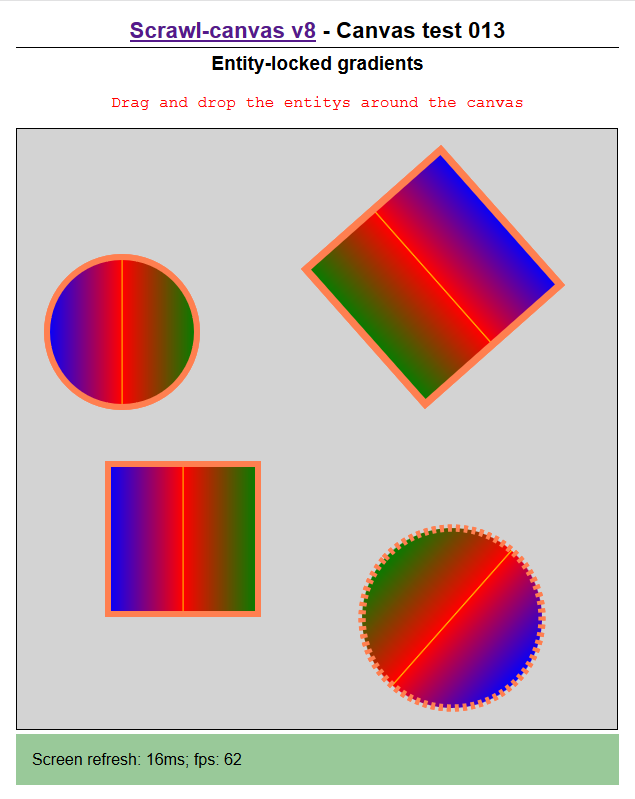 Scrawl-canvas v8 - Canvas test 013
Entity-locked gradients
Drag and drop the entitys around the canvas
Screen refresh: 16ms; fps: 62